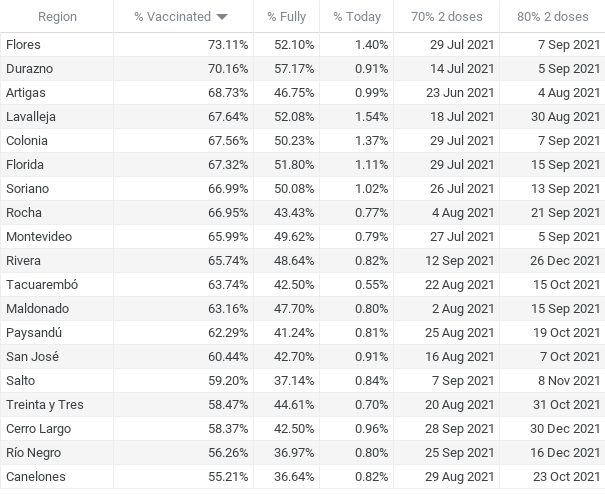 Region % Vaccinated % Fully % Today 70% 2 doses 80% 2 doses
Flores 73.11% 52.10% 1.40% 29 Jul 2021 7 Sep 2021
Durazno 70.16% 57.17% 0.91% 14 Jul 2021 5 Sep 2021
Artigas 68.73% 46.75% 0.99% 23 Jun 2021 4 Aug 2021
Lavalleja 67.64% 52.08% 1.54% 18 Jul 2021 30 Aug 2021
Colonia 67.56% 50.23% 1.37% 29 Jul 2021 7 Sep 2021
Florida 67.32% 51.80% 1.11% 29 Jul 2021 15 Sep 2021
Soriano 66.99% 50.08% 1.02% 26 Jul 2021 13 Sep 2021
Rocha 66.95% 43.43% 0.77% 4 Aug 2021 21 Sep 2021
Montevideo 65.99% 49.62% 0.79% 27 Jul 2021 5 Sep 2021
Rivera 65.74% 48.64% 0.82% 12 Sep 2021 26 Dec 2021
Tacuarembó 63.74% 42.50% 0.55% 22 Aug 2021 15 Oct 2021
Maldonado 63.16% 47.70% 0.80% 2 Aug 2021 15 Sep 2021
Paysandú 62.29% 41.24% 0.81% 25 Aug 2021 19 Oct 2021
San José 60.44% 42.70% 0.91% 16 Aug 2021 7 Oct 2021
Salto 59.20% 37.14% 0.84% 7 Sep 2021 8 Nov 2021
Treinta y Tres 58.47% 44.61% 0.70% 20 Aug 2021 31 Oct 2021
Cerro Largo 58.37% 42.50% 0.96% 28 Sep 2021 30 Dec 2021
Río Negro 56.26% 36.97% 0.80% 25 Sep 2021 16 Dec 2021
Canelones 55.21% 36.64% 0.82% 29 Aug 2021 23 Oct 2021